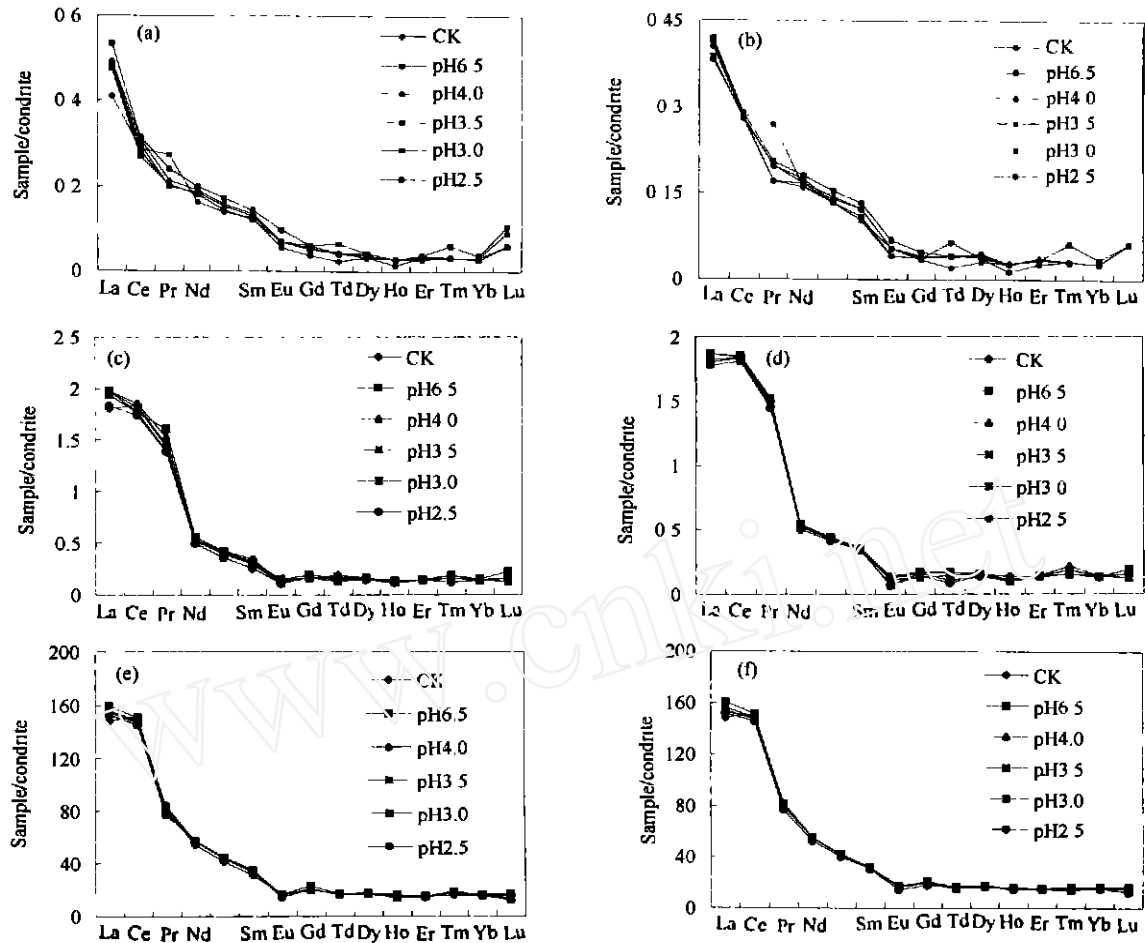 (a)
Sample/condrite
0 6
0 4
0 2
0
CK
pH6 5
pH4.0
pH3.5
pH3.0
pH2.5
La Ce Pr Nd Sm Eu Gd Td Dy Ho Er Tm Yb Lu
(b)
Sample/condrite
0 45
0 3
0 15
0
CK
pH6.5
pH4 0
pH3 5
pH3 0
pH2 5
La Ce Pr Nd Sm Eu Gd Td Dy Ho Er Tm Yb Lu
(c)
Sample/condrite
2 5
2
1 5
1
0 5
0
CK
pH6 5
pH4 0
pH3 5
pH3.0
pH2.5
La Ce Pr Nd Sm Eu Gd Td Dy Ho Er Tm Yb Lu
(d)
Sample/condrite
2
1 5
1
0 5
0
CK
pH6 5
pH4 0
pH3 5
pH3 0
pH2 5
La Ce Pr Nd Sm Eu Gd Td Dy Ho Er Tm Yb Lu
(e)
Sample/condrite
200
160
120
80
40
0
CK
pH6.5
pH4.0
pH3 5
pH3.0
pH2.5
La Ce Pr Nd Sm Eu Gd Td Dy Ho Er Tm Yb Lu
(f)
Sample/condrite
200
160
120
80
40
0
CK
pH6 5
pH4.0
pH3 5
pH3.0
pH2 5
La Ce Pr Nd Sm Eu Gd Td Dy Ho Er Tm Yb Lu
www.cnki.net